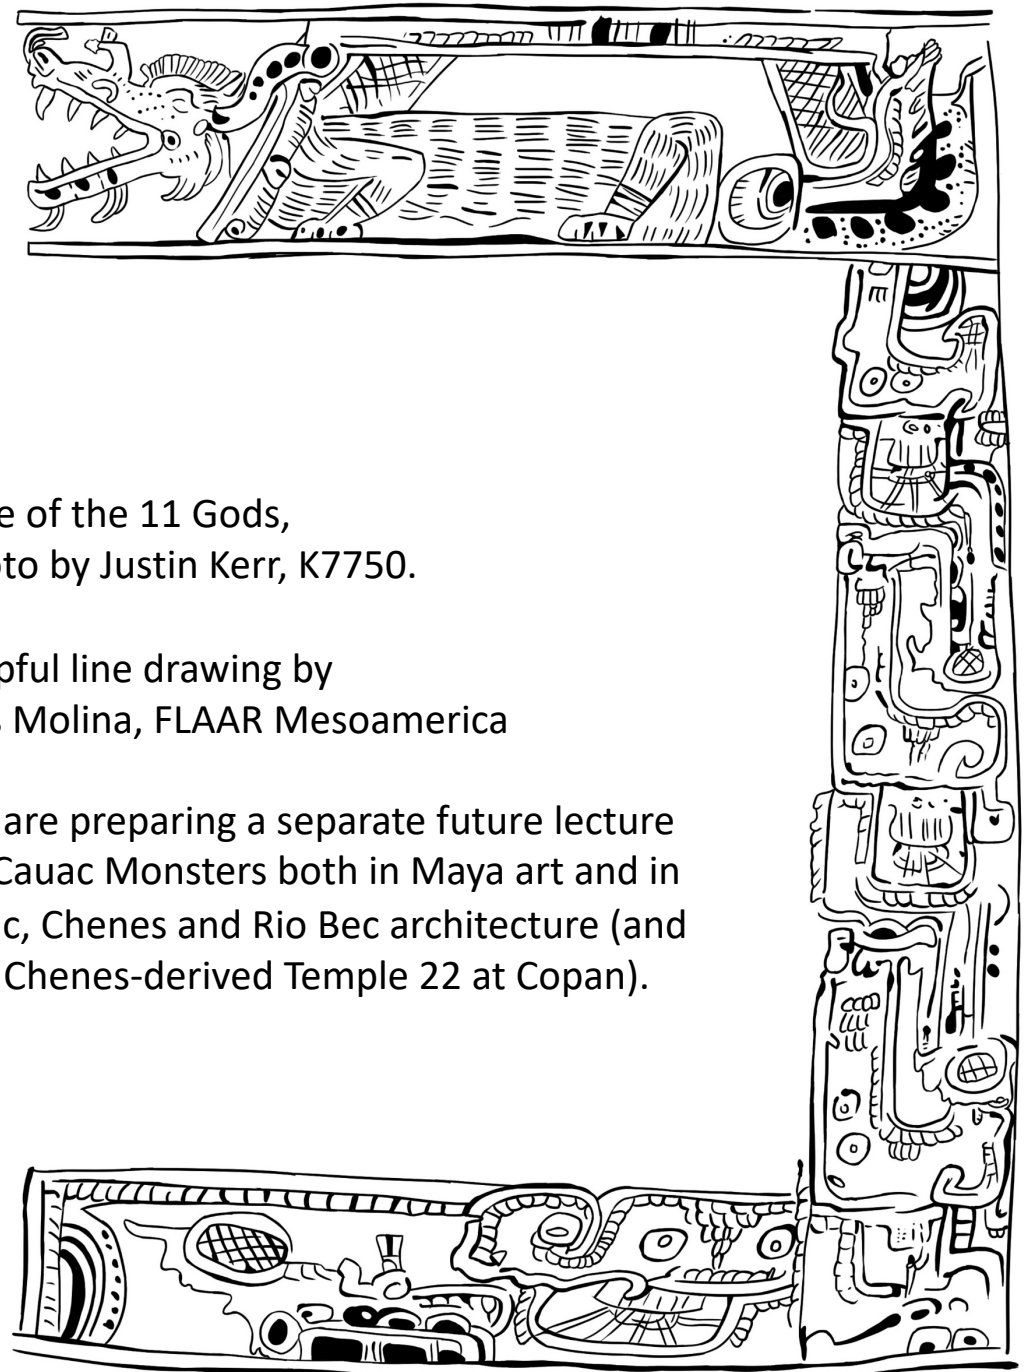 e of the 11 Gods,
oto by Justin Kerr, K7750.
pful line drawing by
s Molina, FLAAR Mesoamerica
are preparing a separate future lecture
Cauac Monsters both in Maya art and in
c, Chenes and Rio Bec architecture (and
Chenes-derived Temple 22 at Copan).